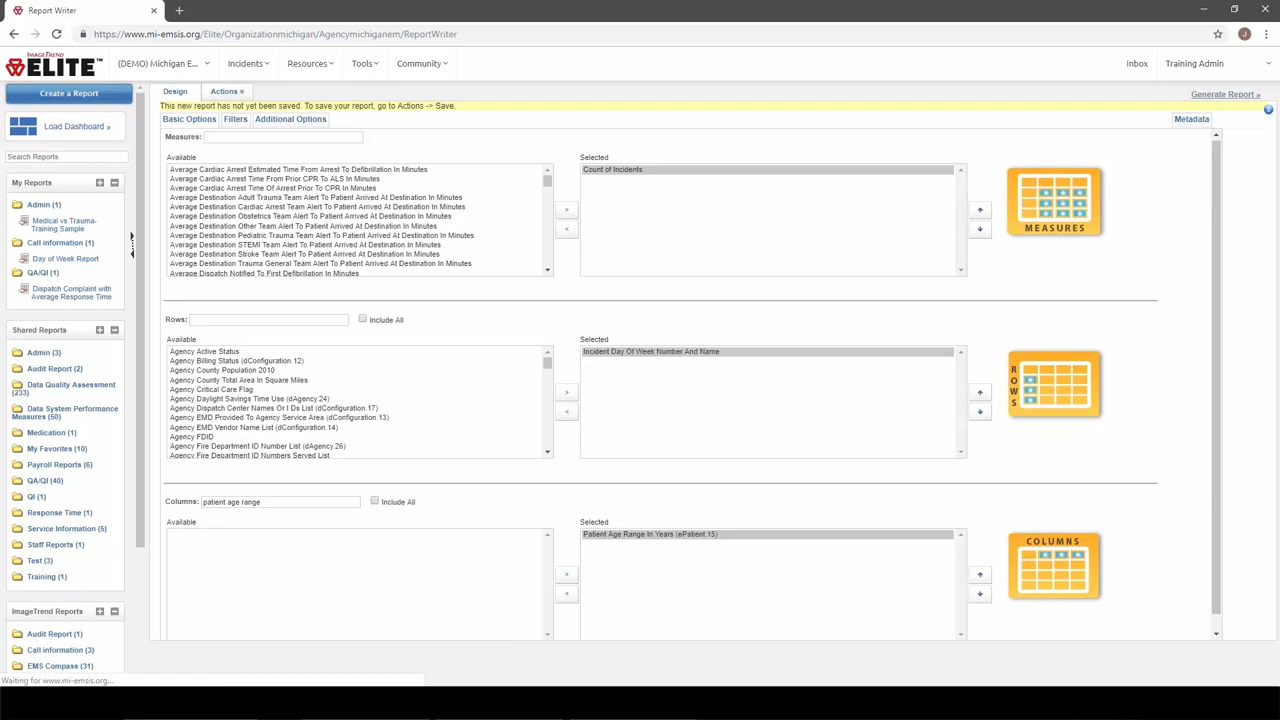 Report Writer
https://www.mi-emsis.org/Elite/Organizationmichigan/Agencymichiganem/ReportWriter
J
IMAGETREND
ELITE™
(DEMO) Michigan E...
Incidents
Resources
Tools
Community
Inbox
Training Admin
Create a Report
Load Dashboard »
Search Reports
My Reports
Admin (1)
Medical vs Trauma-
Training Sample
Call information (1)
Day of Week Report
QA/QI (1)
Dispatch Complaint with
Average Response Time
Shared Reports
Admin (3)
Audit Report (2)
Data Quality Assessment
(233)
Data System Performance
Measures (50)
Medication (1)
My Favorites (10)
Payroll Reports (6)
QA/QI (40)
QI (1)
Response Time (1)
Service Information (5)
Staff Reports (1)
Test (3)
Training (1)
ImageTrend Reports
Audit Report (1)
Call information (3)
EMS Compass (31)
Waiting for www.mi-emsis.org...
Design
Actions
Generate Report »
This new report has not yet been saved. To save your report, go to Actions -> Save.
Basic Options
Filters
Additional Options
Metadata
Measures:
Available
Average Cardiac Arrest Estimated Time From Arrest To Defibrillation In Minutes
Average Cardiac Arrest Time From Prior CPR To ALS In Minutes
Average Cardiac Arrest Time Of Arrest Prior To CPR In Minutes
Average Destination Adult Trauma Team Alert To Patient Arrived At Destination In Minutes
Average Destination Cardiac Arrest Team Alert To Patient Arrived At Destination In Minutes
Average Destination Obstetrics Team Alert To Patient Arrived At Destination In Minutes
Average Destination Other Team Alert To Patient Arrived At Destination In Minutes
Average Destination Pediatric Trauma Team Alert To Patient Arrived At Destination In Minutes
Average Destination STEMI Team Alert To Patient Arrived At Destination In Minutes
Average Destination Stroke Team Alert To Patient Arrived At Destination In Minutes
Average Destination Trauma General Team Alert To Patient Arrived At Destination In Minutes
Average Dispatch Notified To First Defibrillation In Minutes
>
<
Selected
Count of Incidents
MEASURES
Rows:
Include All
Available
Agency Active Status
Agency Billing Status (dConfiguration.12)
Agency County Population 2010
Agency County Total Area In Square Miles
Agency Critical Care Flag
Agency Daylight Savings Time Use (dAgency.24)
Agency Dispatch Center Names Or I Ds List (dConfiguration.17)
Agency EMD Provided To Agency Service Area (dConfiguration.13)
Agency EMD Vendor Name List (dConfiguration.14)
Agency FDID
Agency Fire Department ID Number List (dAgency.26)
Agency Fire Department ID Numbers Served List
>
<
Selected
Incident Day Of Week Number And Name
ROWS
Columns: patient age range
Include All
Available
>
<
Selected
Patient Age Range In Years (ePatient.15)
COLUMNS